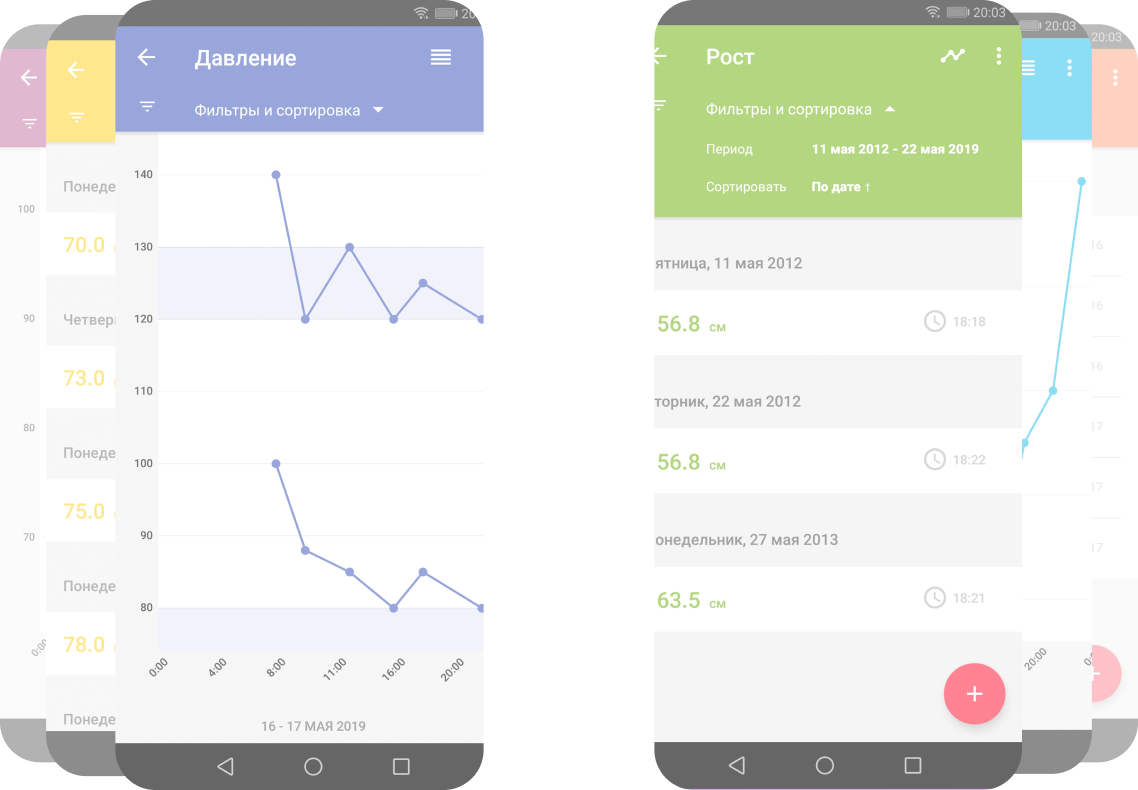 20
Давление
Фильтры и сортировка
140
130
120
110
100
90
80
0:00
4:00
8:00
11:00
16:00
20:00
16 - 17 МАЯ 2019
100
90
80
70
0:00
Понеде
70.0
Четверг
73.0
Понеде
75.0
Понеде
78.0
Понеде
20:03
Рост
Фильтры и сортировка
Период 11 мая 2012 - 22 мая 2019
Сортировать По дате ↑
ятница, 11 мая 2012
56.8 см 18:18
торник, 22 мая 2012
56.8 см 18:22
онедельник, 27 мая 2013
63.5 см 18:21
+
20:03
20:00
20:03
16
16
16
17
17
17